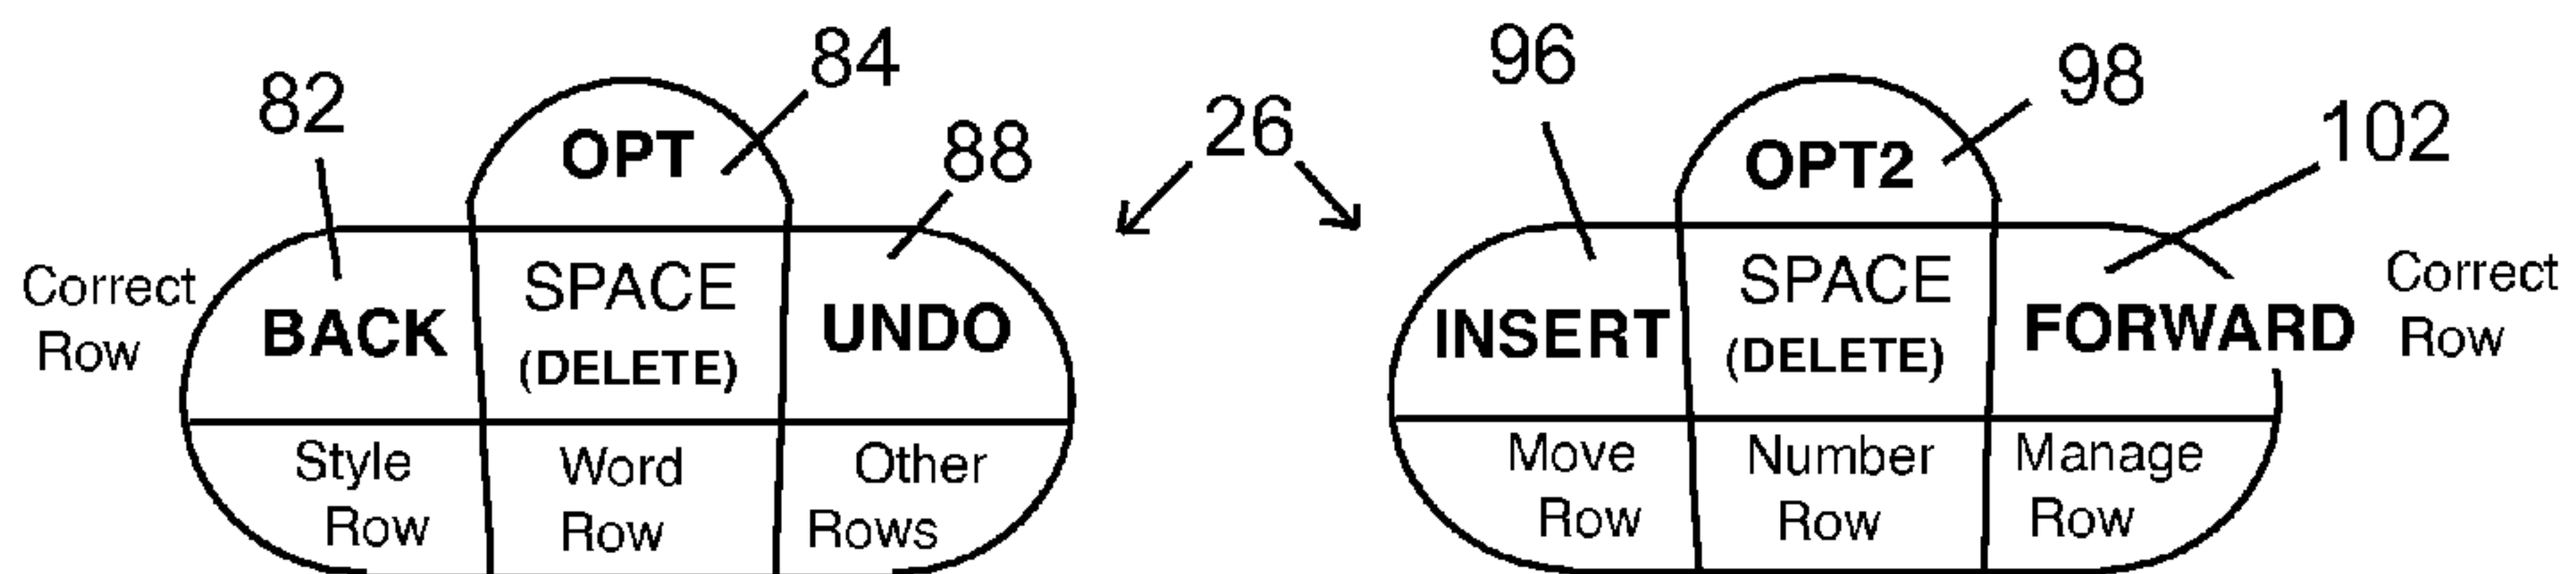 82
84
88
26
96
98
102
OPT
OPT2
Correct
Row
BACK
SPACE
(DELETE)
UNDO
INSERT
SPACE
(DELETE)
FORWARD
Correct
Row
Style
Row
Word
Row
Other
Rows
Move
Row
Number
Row
Manage
Row